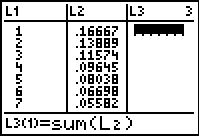 L1 L2 L3 3
1 .16667 ------
2 .13889
3 .11574
4 .09645
5 .08038
6 .06698
7 .05582
L3(1)=sum(L2)